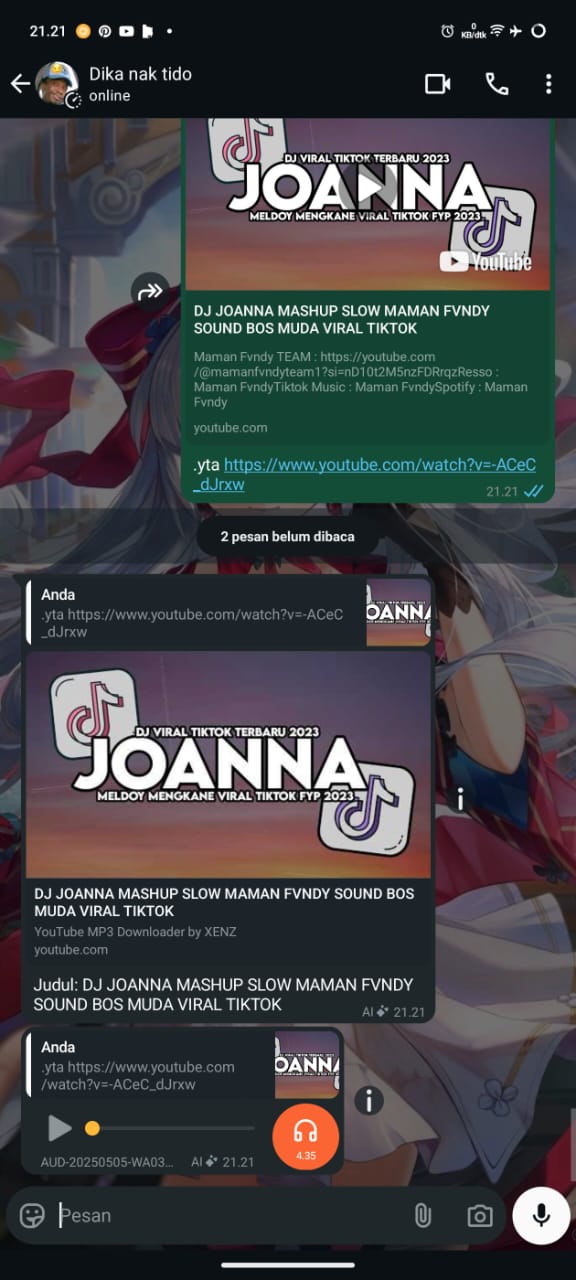 21.21
0
KB/dtk
Dika nak tido
online
DJ VIRAL TIKTOK TERBARU 2023
JOANNA
MELDOY MENGKANE VIRAL TIKTOK FYP 2023
YouTube
DJ JOANNA MASHUP SLOW MAMAN FVNDY
SOUND BOS MUDA VIRAL TIKTOK
Maman Fvndy TEAM : https://youtube.com
/@mamanfvndyteam1?si=nD10t2M5nzFDRrqzResso :
Maman FvndyTiktok Music : Maman FvndySpotify : Maman
Fvndy
youtube.com
.yta https://www.youtube.com/watch?v=-ACeC
_dJrxw
21.21
2 pesan belum dibaca
Anda
.yta https://www.youtube.com/watch?v=-ACeC
_dJrxw
JOANNA
DJ VIRAL TIKTOK TERBARU 2023
JOANNA
MELDOY MENGKANE VIRAL TIKTOK FYP 2023
DJ JOANNA MASHUP SLOW MAMAN FVNDY SOUND BOS
MUDA VIRAL TIKTOK
YouTube MP3 Downloader by XENZ
youtube.com
Judul: DJ JOANNA MASHUP SLOW MAMAN FVNDY
SOUND BOS MUDA VIRAL TIKTOK
AI 21.21
Anda
.yta https://www.youtube.com
/watch?v=-ACeC_dJrxw
JOANNA
4.35
AUD-20250505-WA03...
AI 21.21
Pesan